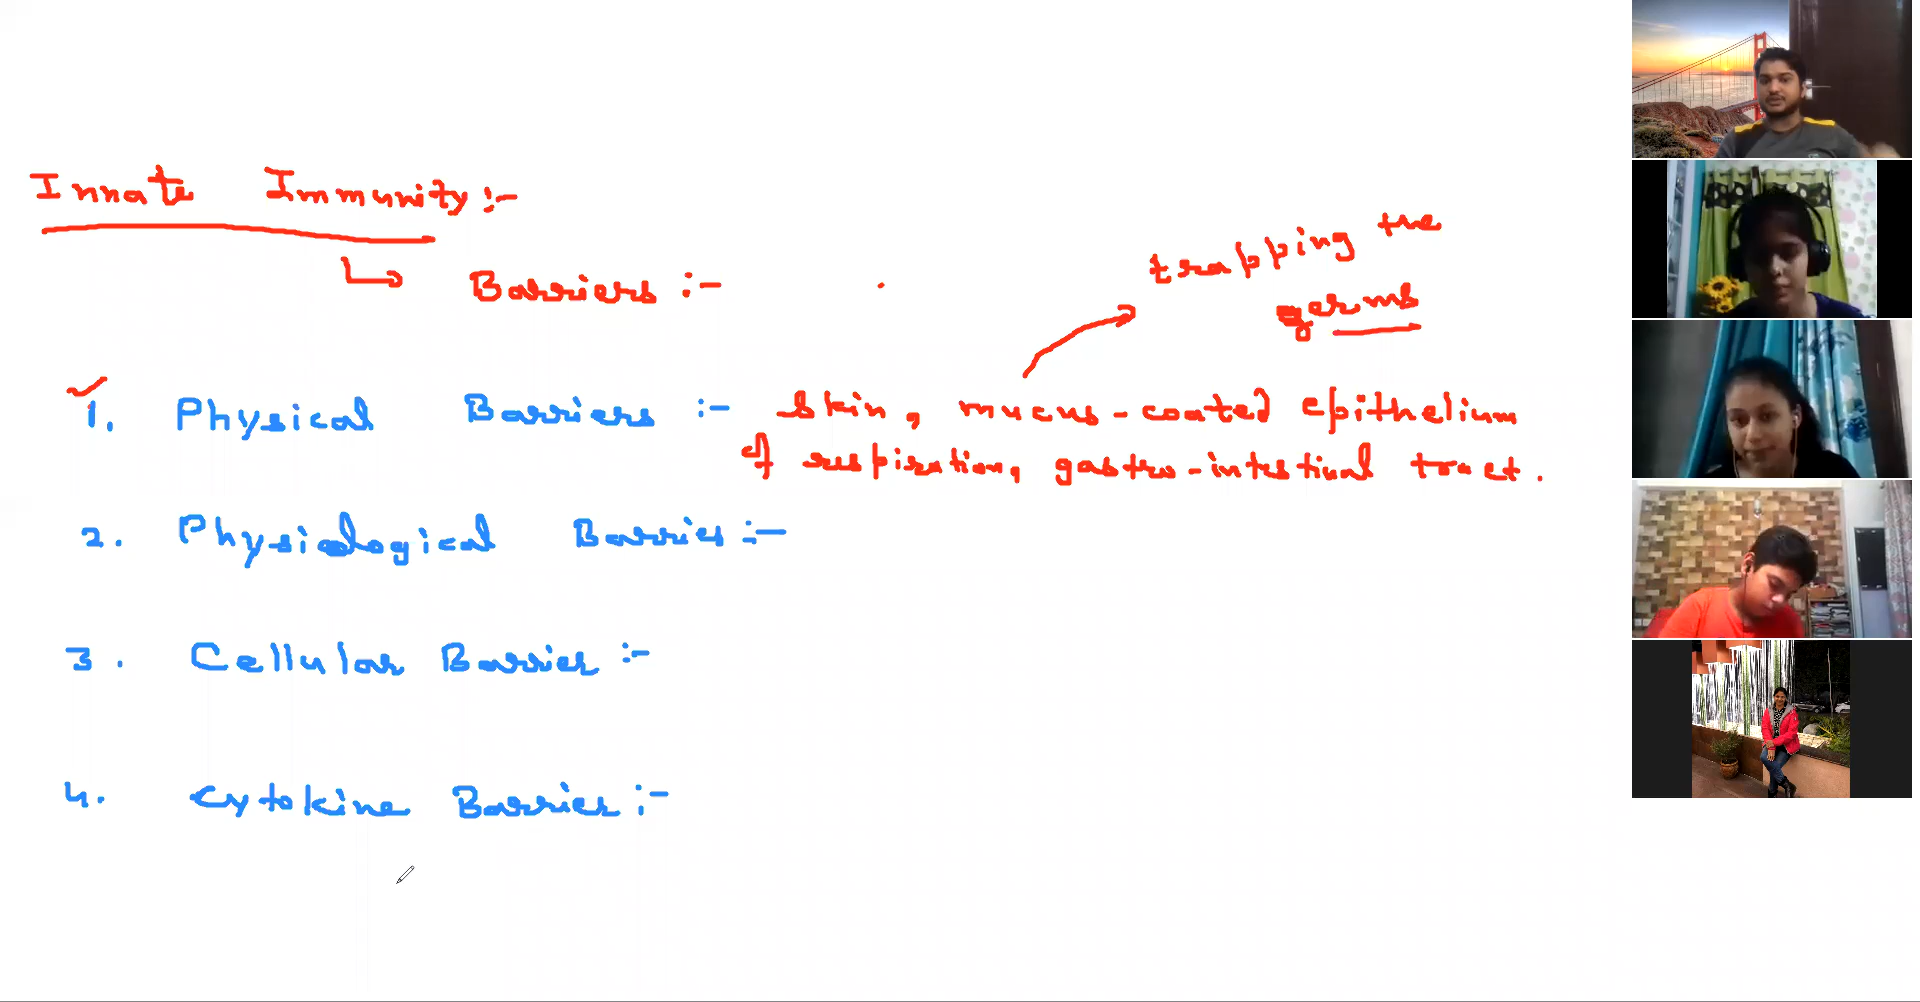 Innate Immunity :-
Barriers :-
trapping the
germs
1. Physical Barriers :- skin, mucus-coated epithelium
of respiration, gastro-intestinal tract.
2. Physiological Barrier :-
3. Cellular Barrier :-
4. Cytokine Barrier :-